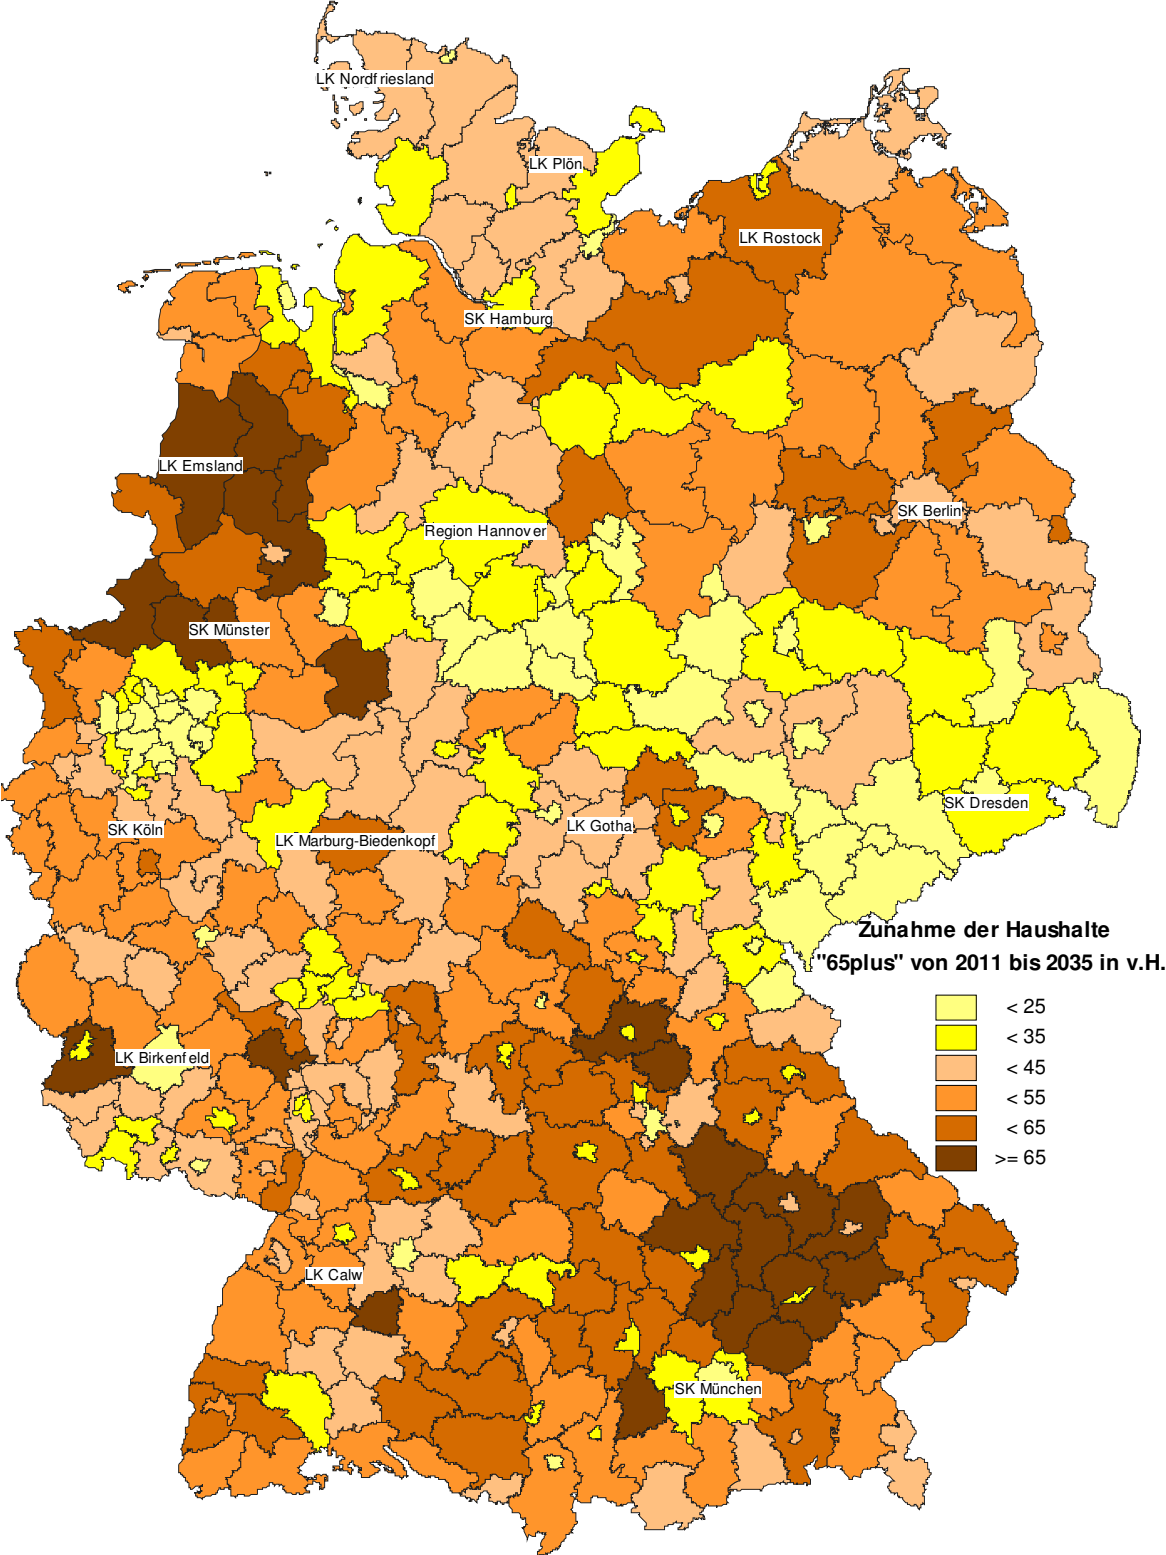 LK Nordfriesland
LK Plön
LK Rostock
SK Hamburg
LK Emsland
SK Berlin
Region Hannover
SK Münster
SK Dresden
LK Gotha
SK Köln
LK Marburg-Biedenkopf
Zunahme der Haushalte
"65plus" von 2011 bis 2035 in v.H.
< 25
< 35
< 45
< 55
< 65
>= 65
LK Birkenfeld
LK Calw
SK München